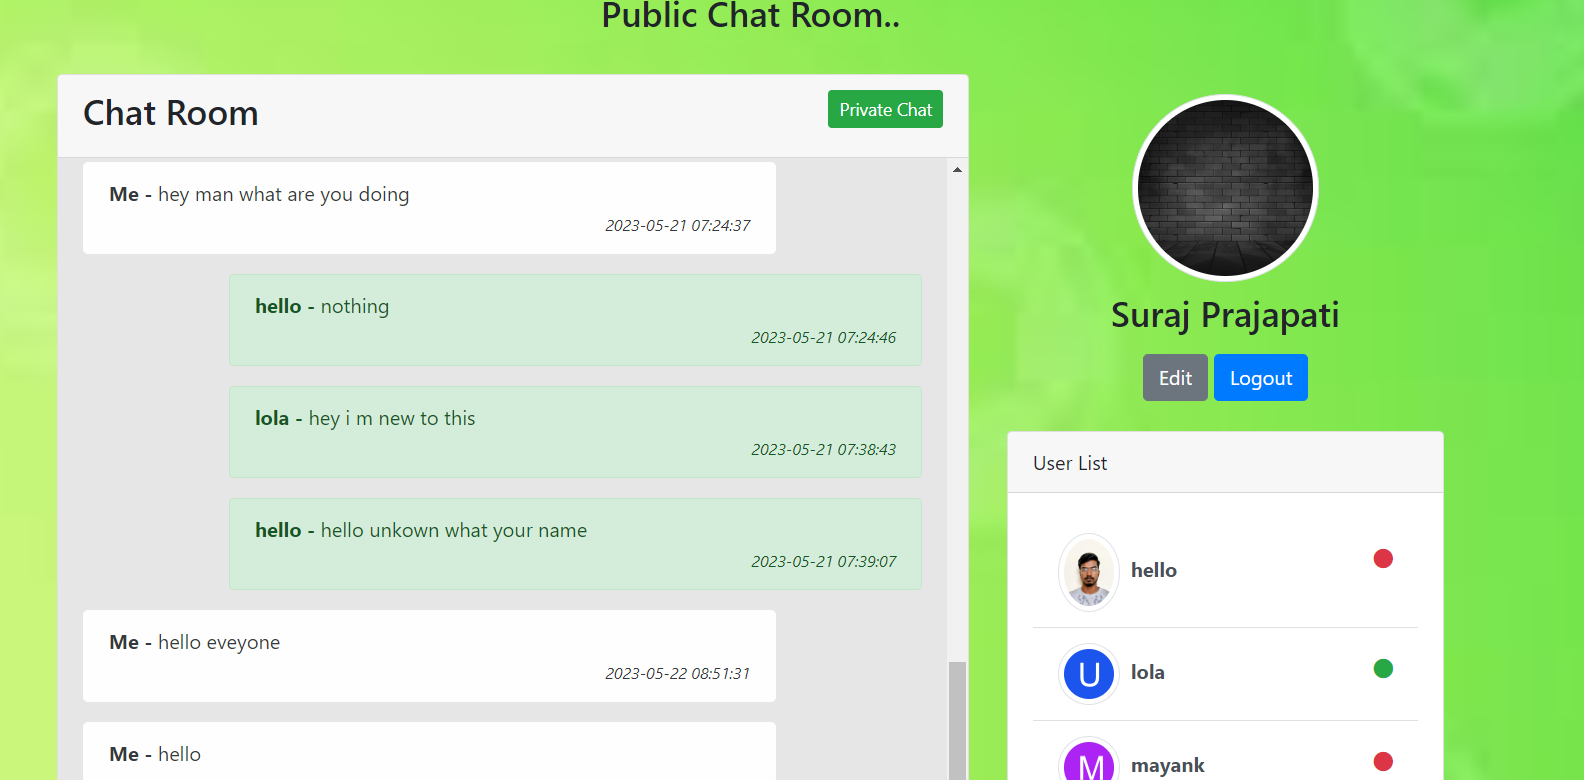 Public Chat Room..
Chat Room
Private Chat
Me - hey man what are you doing
2023-05-21 07:24:37
hello - nothing
2023-05-21 07:24:46
lola - hey i m new to this
2023-05-21 07:38:43
hello - hello unkown what your name
2023-05-21 07:39:07
Me - hello eveyone
2023-05-22 08:51:31
Me - hello
Suraj Prajapati
Edit Logout
User List
hello
U lola
M mayank